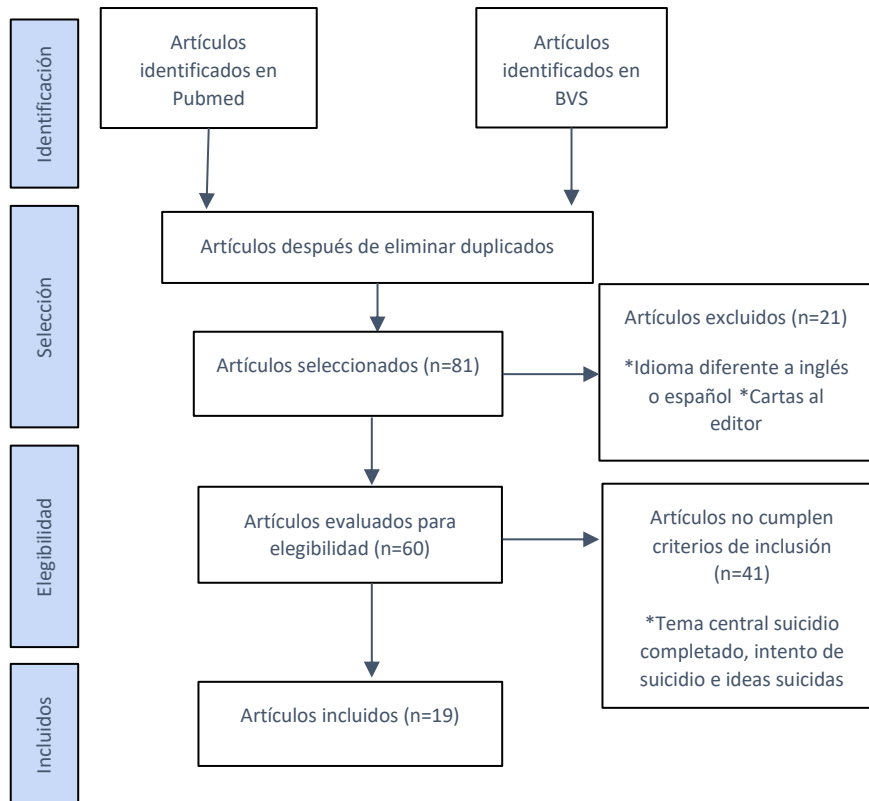 Identificación
Artículos
identificados en
Pubmed
Artículos
identificados en
BVS
Selección
Artículos después de eliminar duplicados
Artículos seleccionados (n=81)
Artículos excluidos (n=21)
*Idioma diferente a inglés
o español *Cartas al
editor
Elegibilidad
Artículos evaluados para
elegibilidad (n=60)
Artículos no cumplen
criterios de inclusión
(n=41)
*Tema central suicidio
completado, intento de
suicidio e ideas suicidas
Incluidos
Artículos incluidos (n=19)